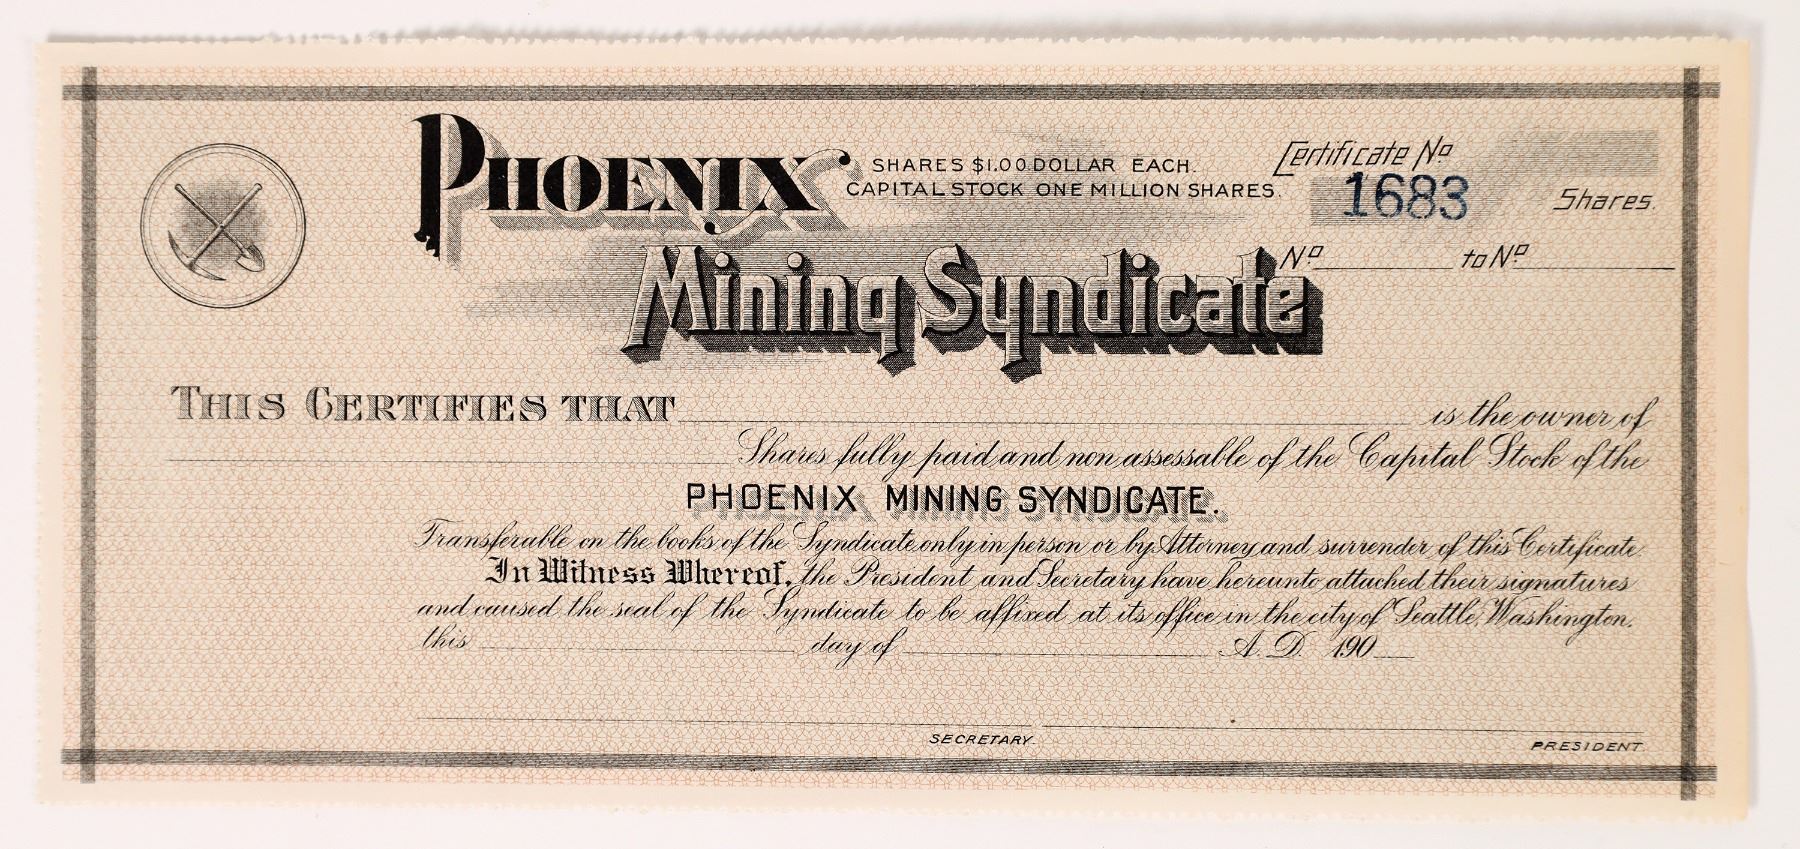 PHOENIX
SHARES $1.00 DOLLAR EACH.
CAPITAL STOCK ONE MILLION SHARES.
Certificate No
1683
Shares.
Mining Syndicate
No to No
THIS CERTIFIES THAT is the owner of
Shares fully paid and non assessable of the Capital Stock of the
PHOENIX MINING SYNDICATE.
Transferable on the books of the Syndicate only in person or by Attorney and surrender of this Certificate.
In Witness Whereof, the President and Secretary have hereunto attached their signatures
and caused the seal of the Syndicate to be affixed at its office in the city of Seattle, Washington,
this day of A.D. 190
SECRETARY.
PRESIDENT